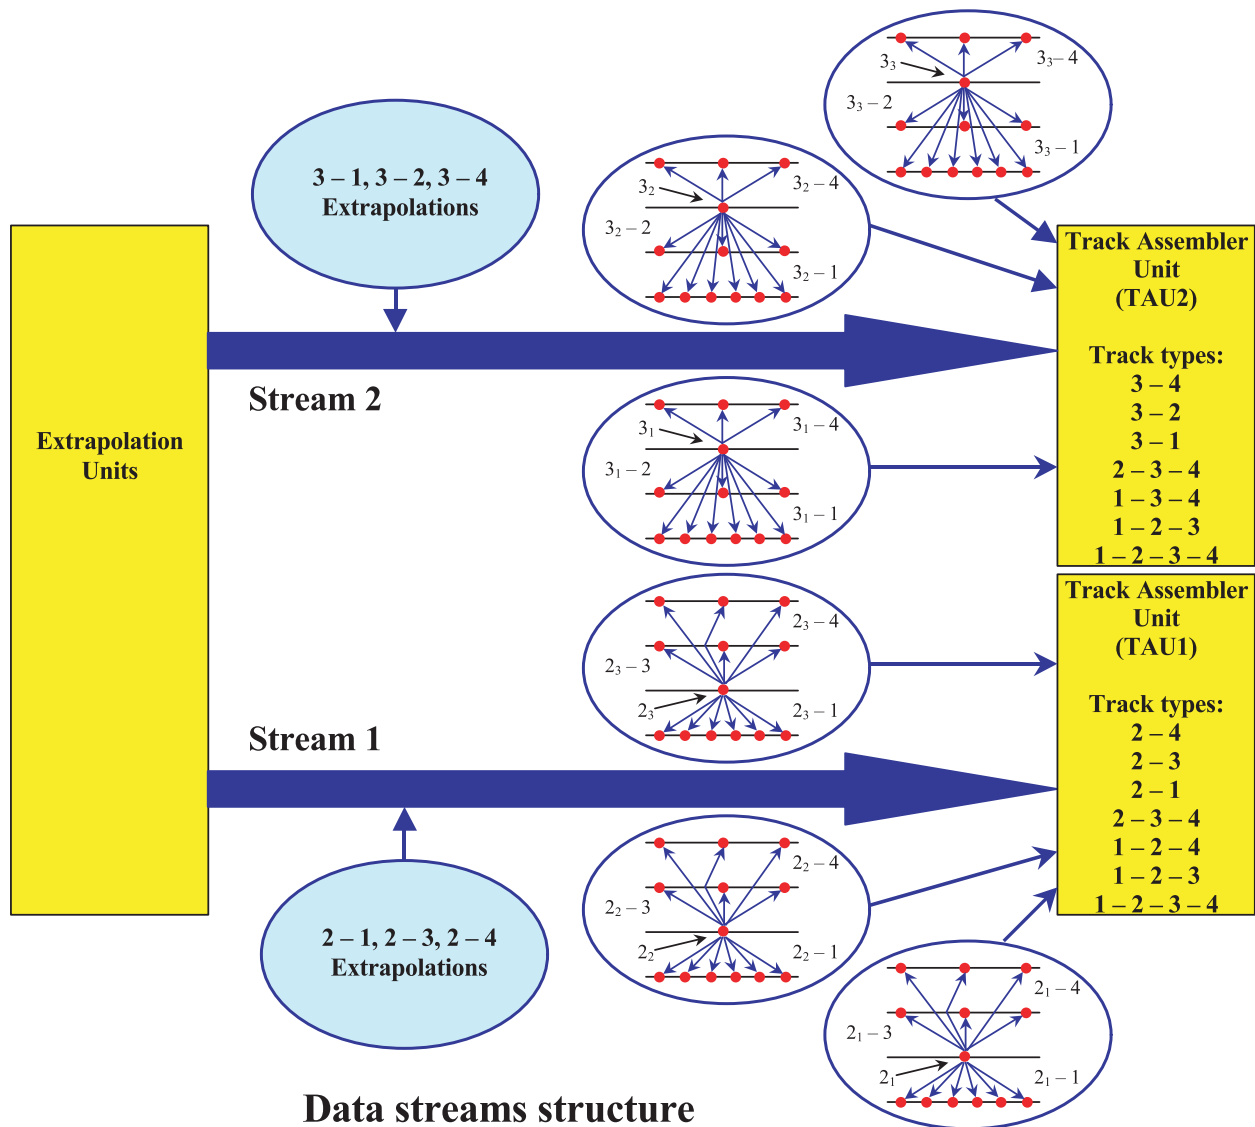 3 – 1, 3 – 2, 3 – 4
Extrapolations
3₃
3₃ – 4
3₃ – 2
3₃ – 1
3₂
3₂ – 4
3₂ – 2
3₂ – 1
Extrapolation
Units
Stream 2
3₁
3₁ – 4
3₁ – 2
3₁ – 1
Track Assembler
Unit
(TAU2)
Track types:
3 – 4
3 – 2
3 – 1
2 – 3 – 4
1 – 3 – 4
1 – 2 – 3
1 – 2 – 3 – 4
2₃ – 4
2₃ – 3
2₃
2₃ – 1
Stream 1
Track Assembler
Unit
(TAU1)
Track types:
2 – 4
2 – 3
2 – 1
2 – 3 – 4
1 – 2 – 4
1 – 2 – 3
1 – 2 – 3 – 4
2 – 1, 2 – 3, 2 – 4
Extrapolations
2₂ – 4
2₂ – 3
2₂
2₂ – 1
2₁ – 4
2₁ – 3
2₁
2₁ – 1
Data streams structure